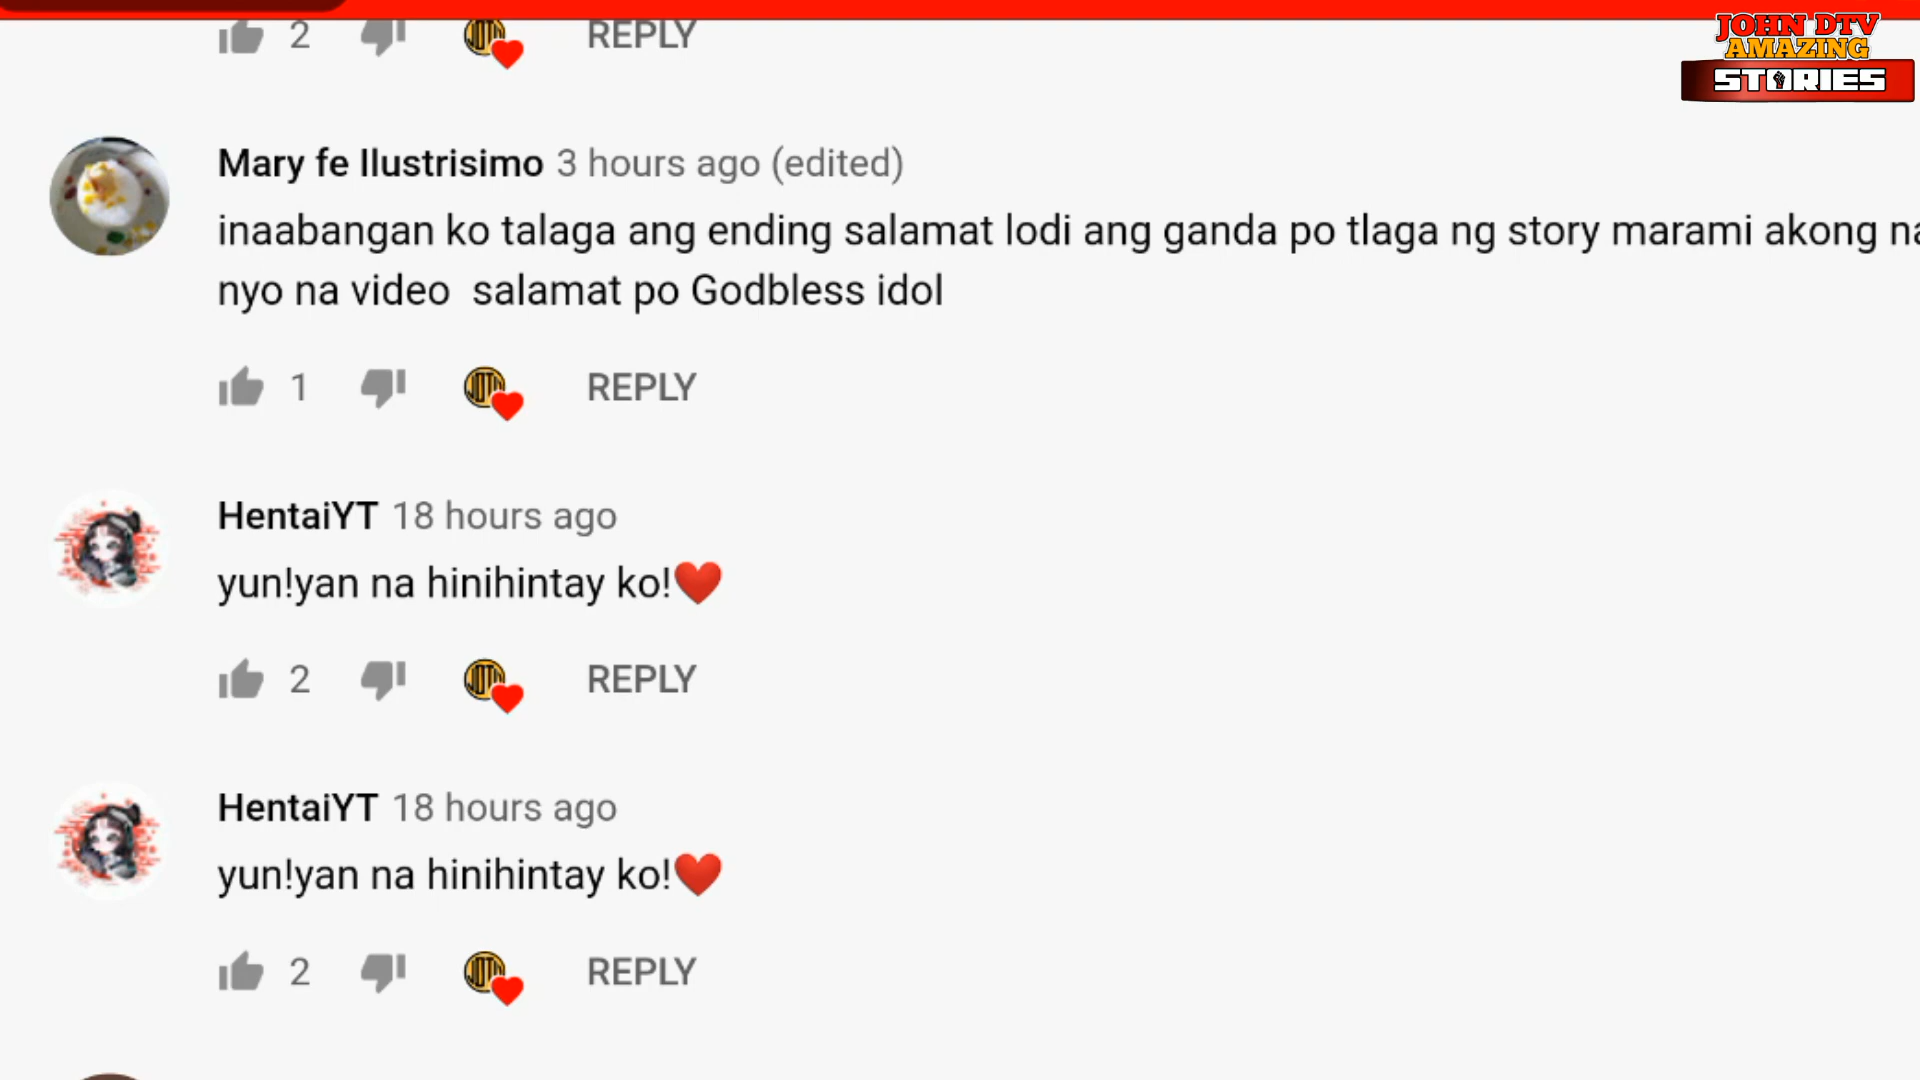 2 REPLY
JOHN DTV
AMAZING
STORIES
Mary fe Ilustrisimo 3 hours ago (edited)
inaabangan ko talaga ang ending salamat lodi ang ganda po tlaga ng story marami akong na
nyo na video salamat po Godbless idol
1 REPLY
HentaiYT 18 hours ago
yun!yan na hinihintay ko!❤️
2 REPLY
HentaiYT 18 hours ago
yun!yan na hinihintay ko!❤️
2 REPLY